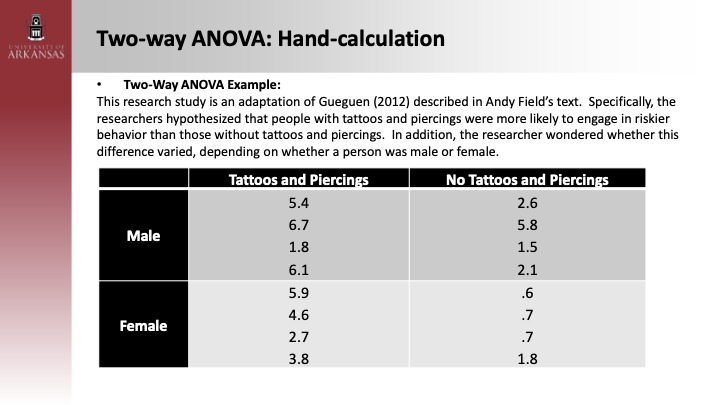 UNIVERSITY OF
ARKANSAS
Two-way ANOVA: Hand-calculation
• Two-Way ANOVA Example:
This research study is an adaptation of Gueguen (2012) described in Andy Field's text.  Specifically, the
researchers hypothesized that people with tattoos and piercings were more likely to engage in riskier
behavior than those without tattoos and piercings.  In addition, the researcher wondered whether this
difference varied, depending on whether a person was male or female.
Tattoos and Piercings No Tattoos and Piercings
Male
5.4 2.6
6.7 5.8
1.8 1.5
6.1 2.1
Female
5.9 .6
4.6 .7
2.7 .7
3.8 1.8